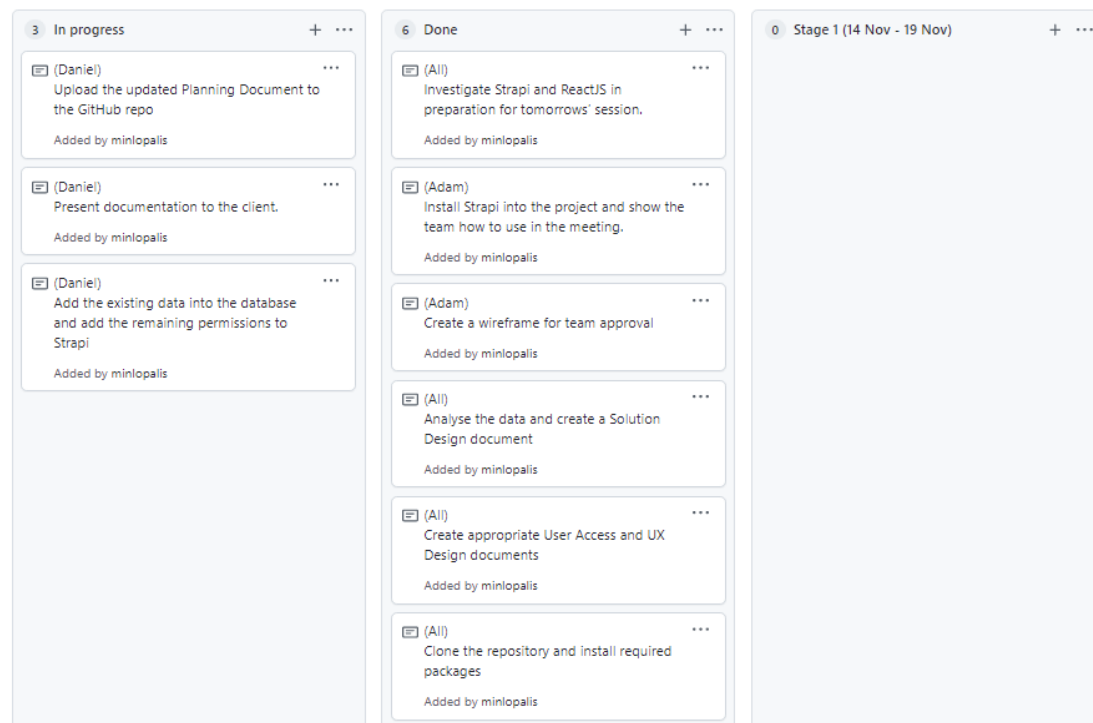 3 In progress
(Daniel)
Upload the updated Planning Document to
the GitHub repo
Added by minlopalis
(Daniel)
Present documentation to the client.
Added by minlopalis
(Daniel)
Add the existing data into the database
and add the remaining permissions to
Strapi
Added by minlopalis
6 Done
(All)
Investigate Strapi and ReactJS in
preparation for tomorrows' session.
Added by minlopalis
(Adam)
Install Strapi into the project and show the
team how to use in the meeting.
Added by minlopalis
(Adam)
Create a wireframe for team approval
Added by minlopalis
(All)
Analyse the data and create a Solution
Design document
Added by minlopalis
(All)
Create appropriate User Access and UX
Design documents
Added by minlopalis
(All)
Clone the repository and install required
packages
Added by minlopalis
0 Stage 1 (14 Nov - 19 Nov)